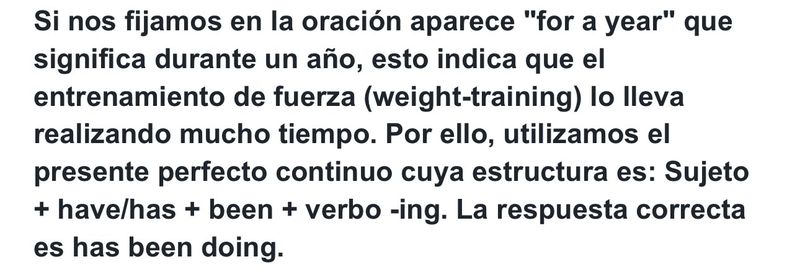 Si nos fijamos en la oración aparece "for a year" que
significa durante un año, esto indica que el
entrenamiento de fuerza (weight-training) lo lleva
realizando mucho tiempo. Por ello, utilizamos el
presente perfecto continuo cuya estructura es: Sujeto
+ have/has + been + verbo -ing. La respuesta correcta
es has been doing.